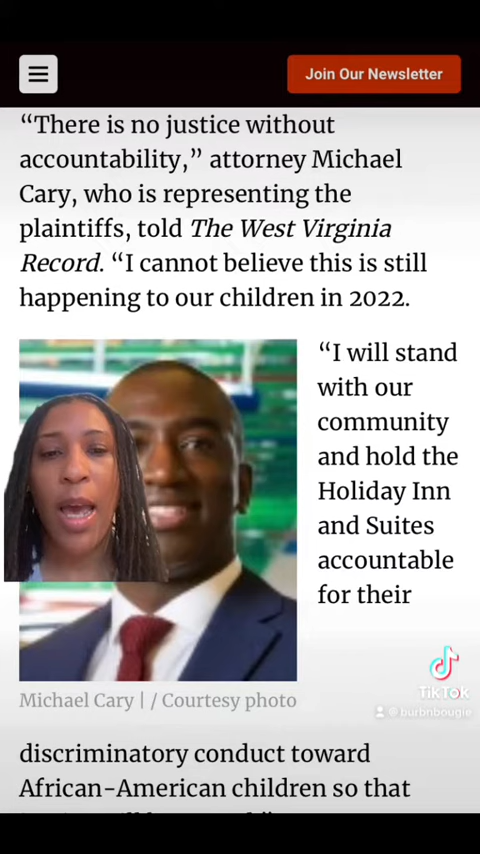 Join Our Newsletter
“There is no justice without
accountability,” attorney Michael
Cary, who is representing the
plaintiffs, told The West Virginia
Record. “I cannot believe this is still
happening to our children in 2022.
“I will stand
with our
community
and hold the
Holiday Inn
and Suites
accountable
for their
Michael Cary | / Courtesy photo
TikTok
@burbnbougie
discriminatory conduct toward
African-American children so that